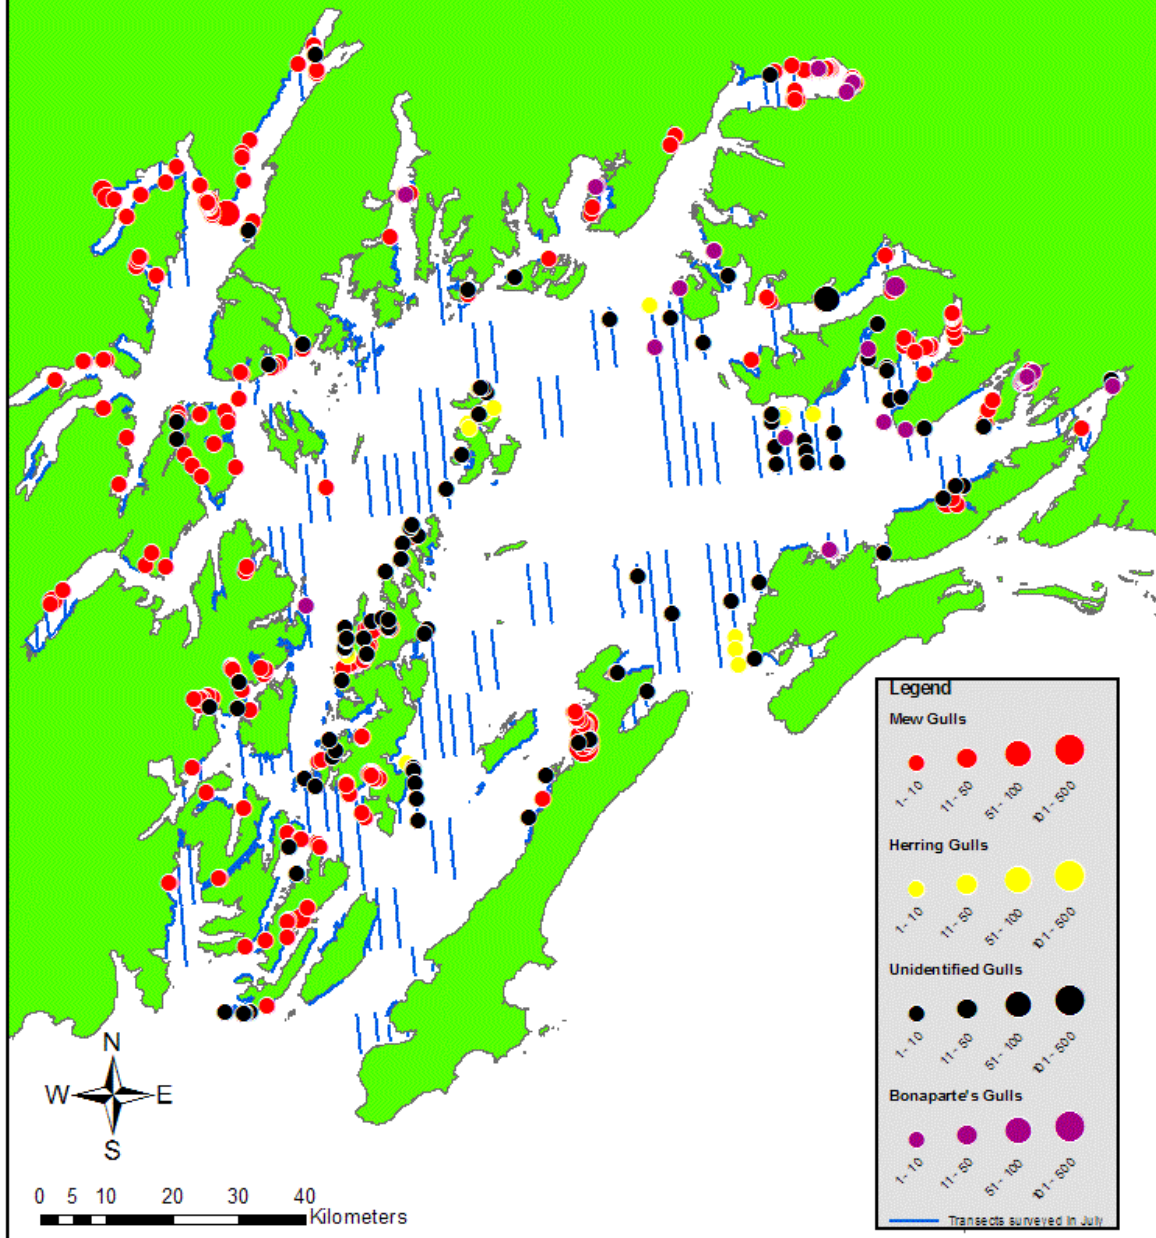 Legend
Mew Gulls
1 - 10 11 - 50 51 - 100 101 - 500
Herring Gulls
1 - 10 11 - 50 51 - 100 101 - 500
Unidentified Gulls
1 - 10 11 - 50 51 - 100 101 - 500
Bonaparte's Gulls
1 - 10 11 - 50 51 - 100 101 - 500
Transects surveyed in July
N
W E
S
0 5 10 20 30 40
Kilometers